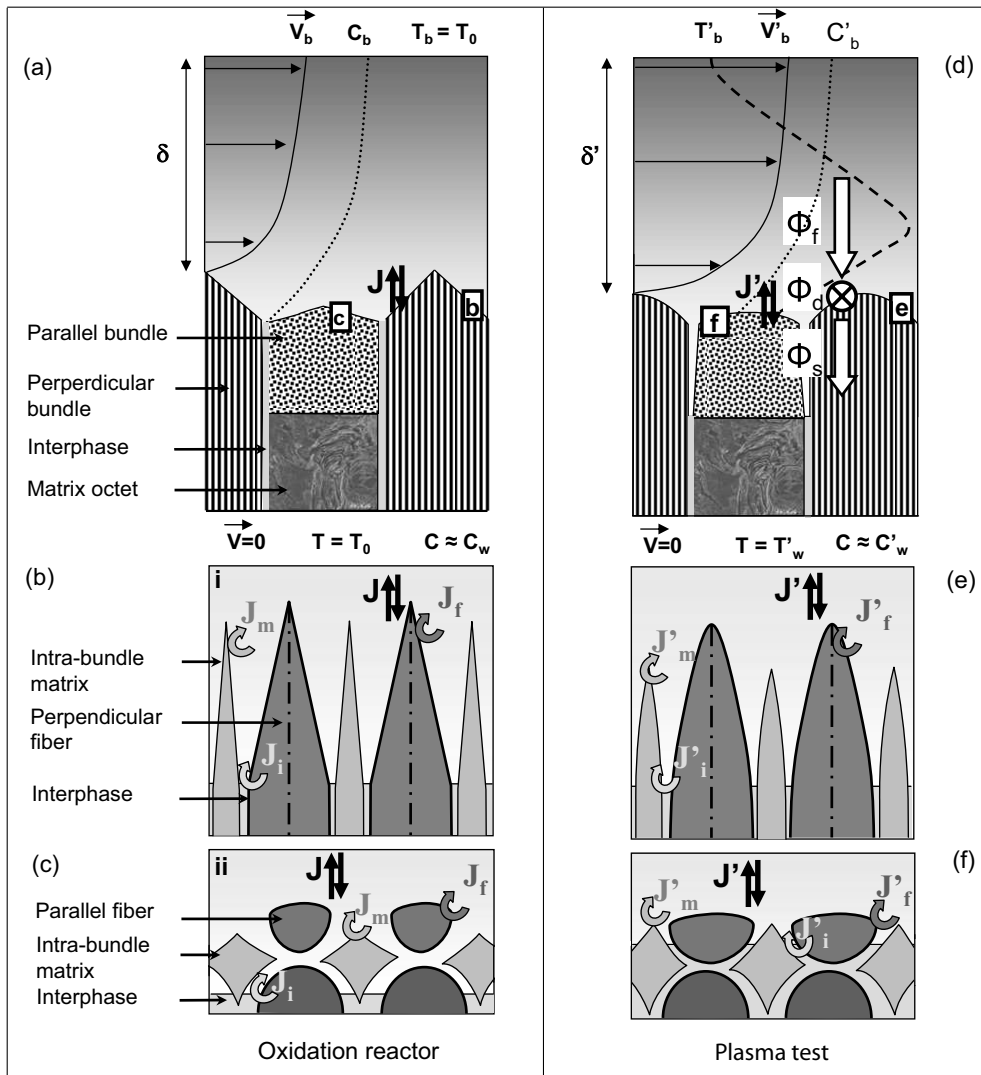 V_b C_b T_b = T_0
(a)
δ
J
b
c
Parallel bundle
Perperdicular
bundle
Interphase
Matrix octet
V=0 T = T_0 C ≈ C_w
(b)
i
J
J_f
J_m
Intra-bundle
matrix
Perpendicular
fiber
J_i
Interphase
(c)
ii
J
J_f
J_m
Parallel fiber
Intra-bundle
matrix
J_i
Interphase
Oxidation reactor
T'_b V'_b C'_b
(d)
δ'
Φ_f
J'
Φ_d
f
e
Φ_s
V=0 T = T'_w C ≈ C'_w
(e)
J'
J'_f
J'_m
J'_i
(f)
J'
J'_f
J'_m
J'_i
Plasma test